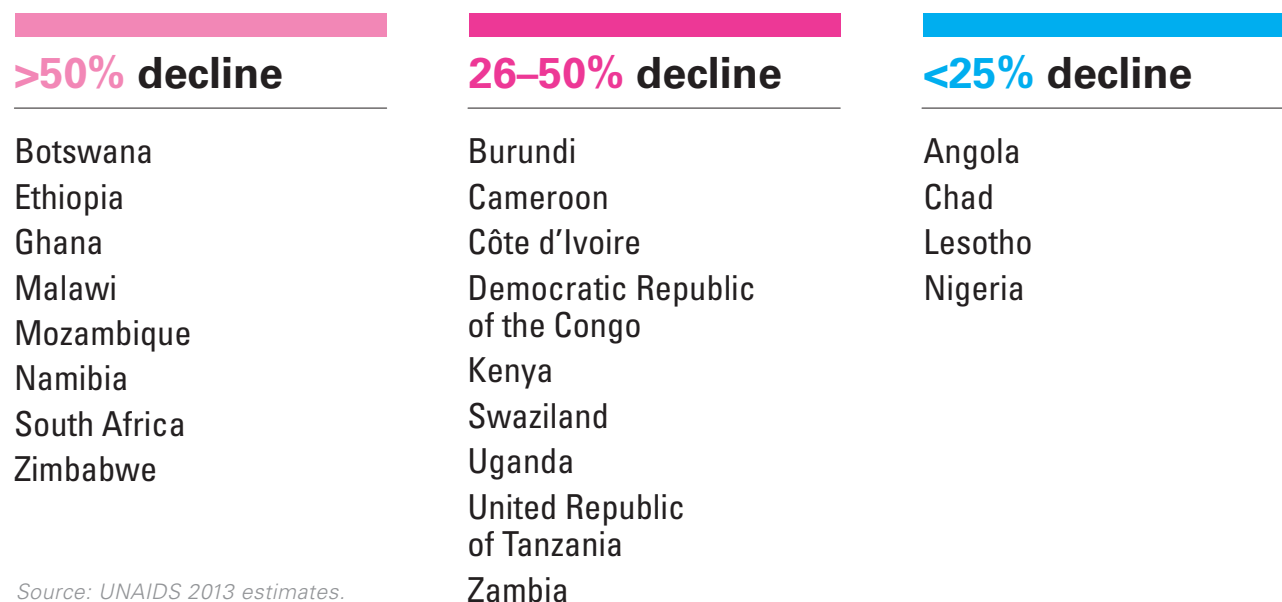 >50% decline
Botswana
Ethiopia
Ghana
Malawi
Mozambique
Namibia
South Africa
Zimbabwe
Source: UNAIDS 2013 estimates.
26–50% decline
Burundi
Cameroon
Côte d’Ivoire
Democratic Republic
of the Congo
Kenya
Swaziland
Uganda
United Republic
of Tanzania
Zambia
<25% decline
Angola
Chad
Lesotho
Nigeria